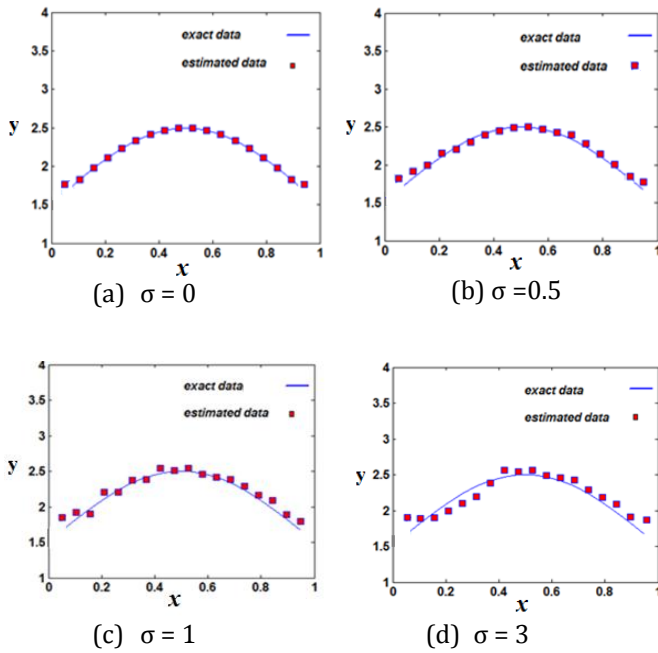 4
exact data
3.5
estimated data
3
y
2.5
2
1.5
1
0 0.2 0.4 0.6 0.8 1
x
(a) σ = 0
4
exact data
3.5
estimated data
3
y
2.5
2
1.5
1
0 0.2 0.4 0.6 0.8 1
x
(b) σ =0.5
4
exact data
3.5
estimated data
3
y
2.5
2
1.5
1
0 0.2 0.4 0.6 0.8 1
x
(c) σ = 1
4
exact data
3.5
estimated data
3
y
2.5
2
1.5
1
0 0.2 0.4 0.6 0.8 1
x
(d) σ = 3